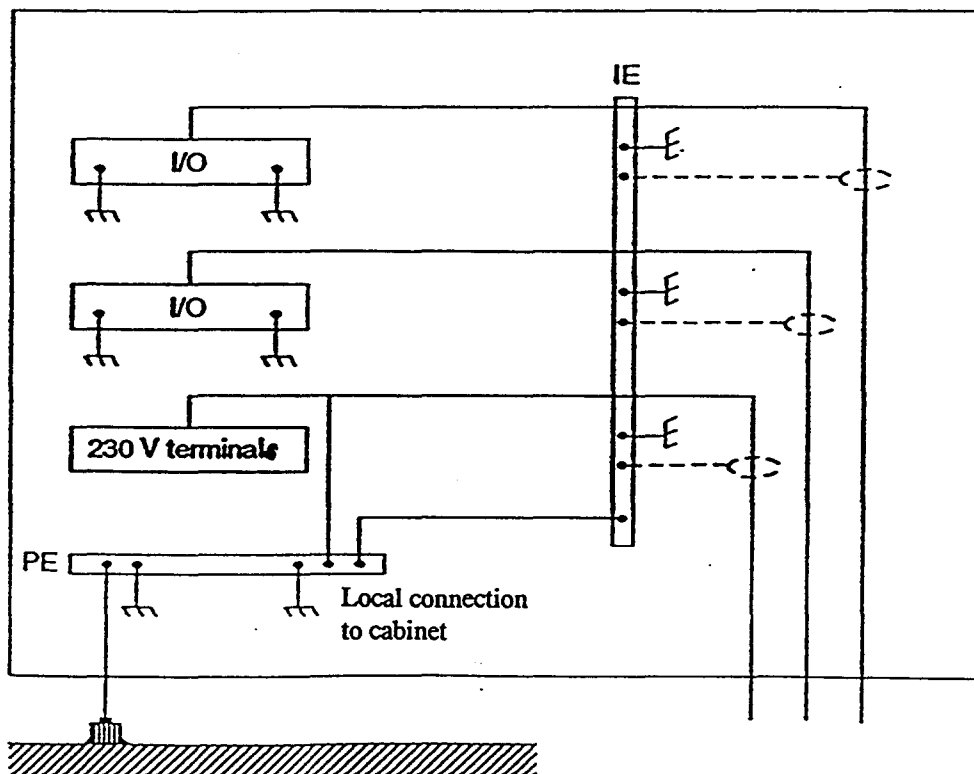 IE
I/O
I/O
230 V terminals
PE
Local connection
to cabinet